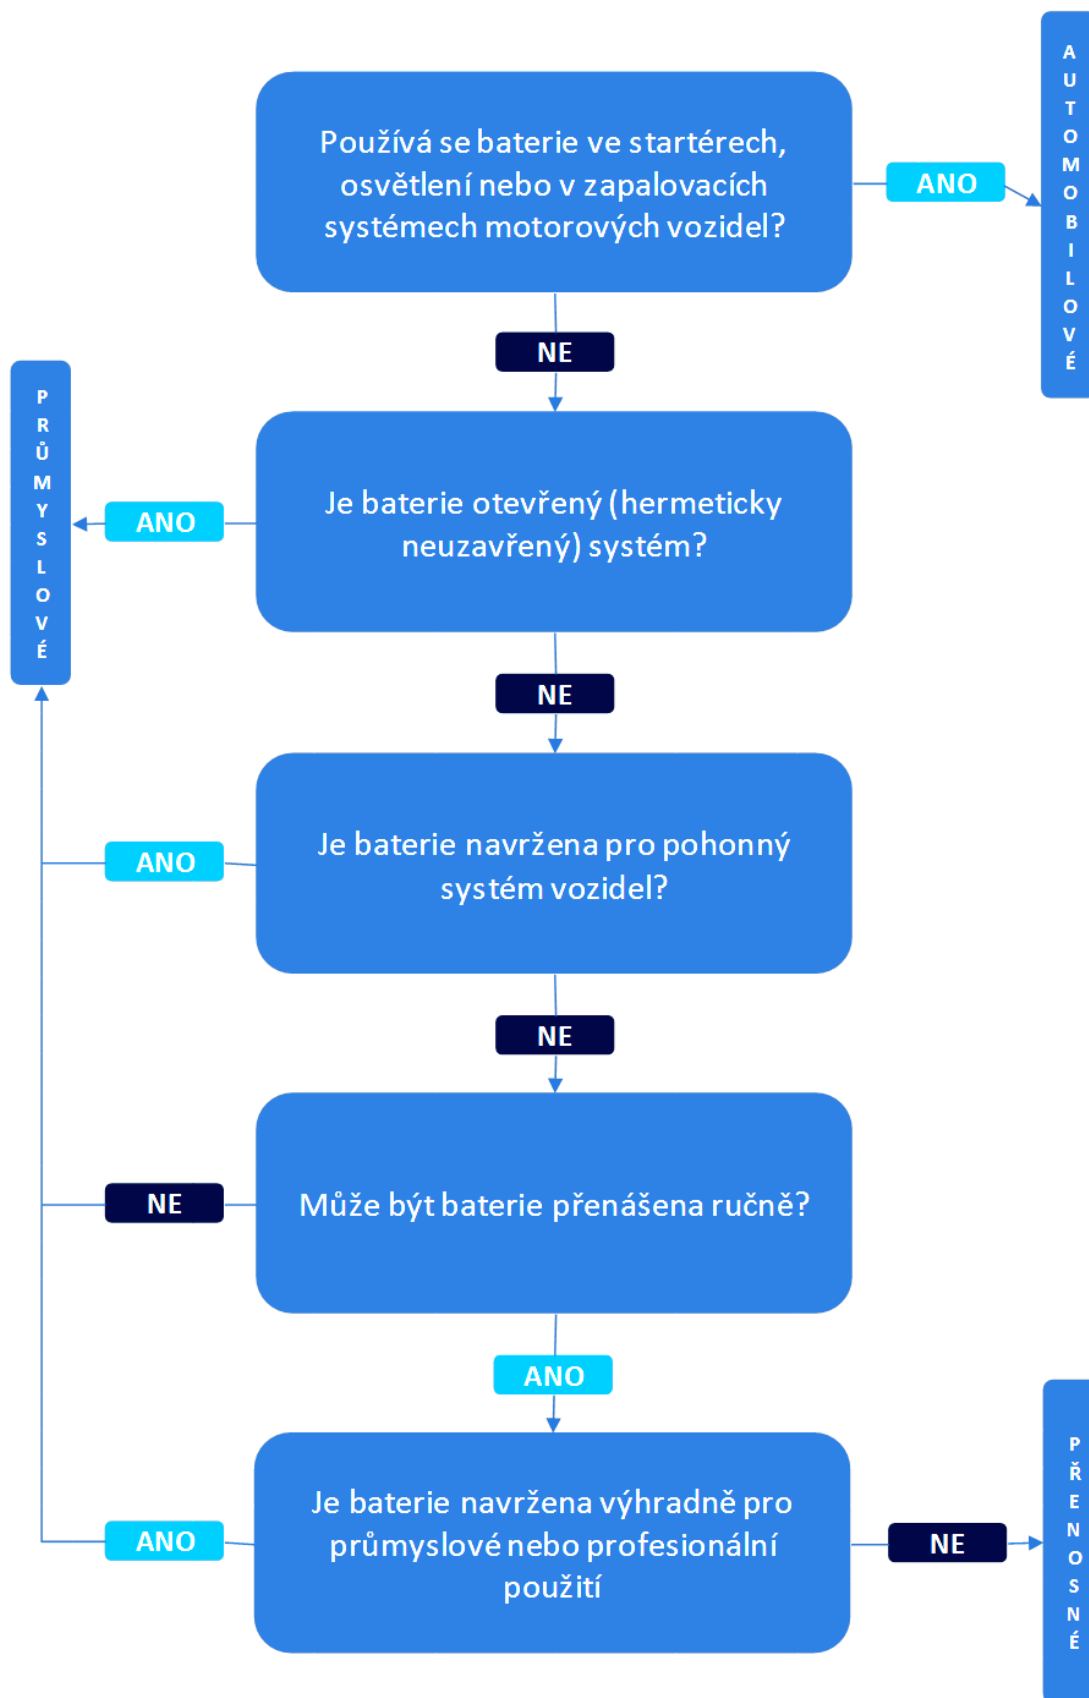 Používá se baterie ve startérech,
osvětlení nebo v zapalovacích
systémech motorových vozidel?
ANO
AUTOMOBILOVÉ
NE
PRŮMYSLOVÉ
Je baterie otevřený (hermeticky
neuzavřený) systém?
ANO
NE
Je baterie navržena pro pohonný
systém vozidel?
ANO
NE
Může být baterie přenášena ručně?
NE
ANO
Je baterie navržena výhradně pro
průmyslové nebo profesionální
použití
ANO
NE
PŘENOSNÉ